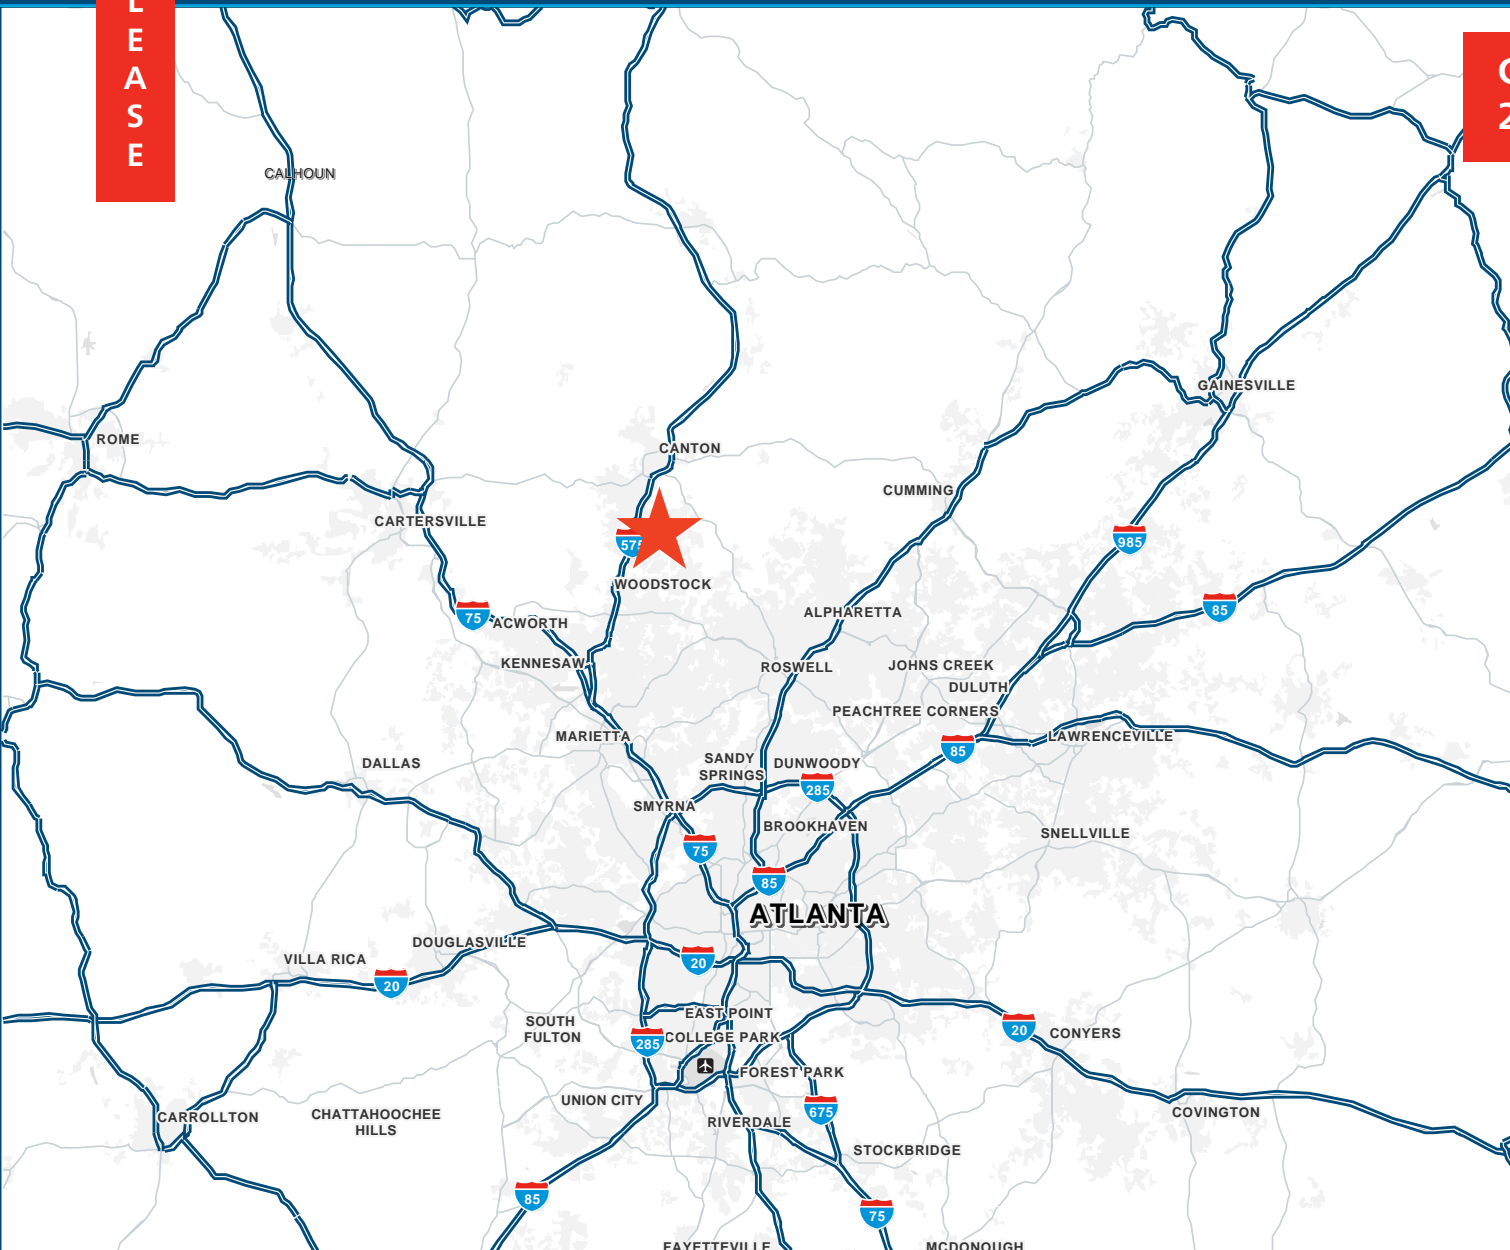 L
E
A
S
E
2
CALHOUN
GAINESVILLE
ROME
CANTON
CUMMING
CARTERSVILLE
575
985
WOODSTOCK
85
75
ACWORTH
ALPHARETTA
KENNESAW
ROSWELL
JOHNS CREEK
DULUTH
PEACHTREE CORNERS
MARIETTA
85
LAWRENCEVILLE
SANDY
SPRINGS
DUNWOODY
DALLAS
285
SMYRNA
BROOKHAVEN
SNELLVILLE
75
85
ATLANTA
DOUGLASVILLE
VILLA RICA
20
20
EAST POINT
SOUTH
FULTON
20
CONYERS
285
COLLEGE PARK
FOREST PARK
UNION CITY
675
CARROLLTON
CHATTAHOOCHEE
HILLS
COVINGTON
RIVERDALE
STOCKBRIDGE
85
75
FAYETTEVILLE
MCDONOUGH